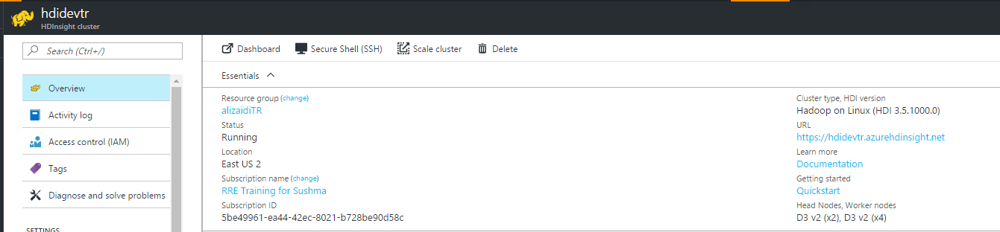 hdidevtr
HDInsight cluster
Search (Ctrl+/)
Overview
Activity log
Access control (IAM)
Tags
Diagnose and solve problems
SETTINGS
Dashboard
Secure Shell (SSH)
Scale cluster
Delete
Essentials
Resource group (change)
alizaidiTR
Status
Running
Location
East US 2
Subscription name (change)
RRE Training for Sushma
Subscription ID
5be49961-ea44-42ec-8021-b728be90d58c
Cluster type, HDI version
Hadoop on Linux (HDI 3.5.1000.0)
URL
https://hdidevtr.azurehdinsight.net
Learn more
Documentation
Getting started
Quickstart
Head Nodes, Worker nodes
D3 v2 (x2), D3 v2 (x4)